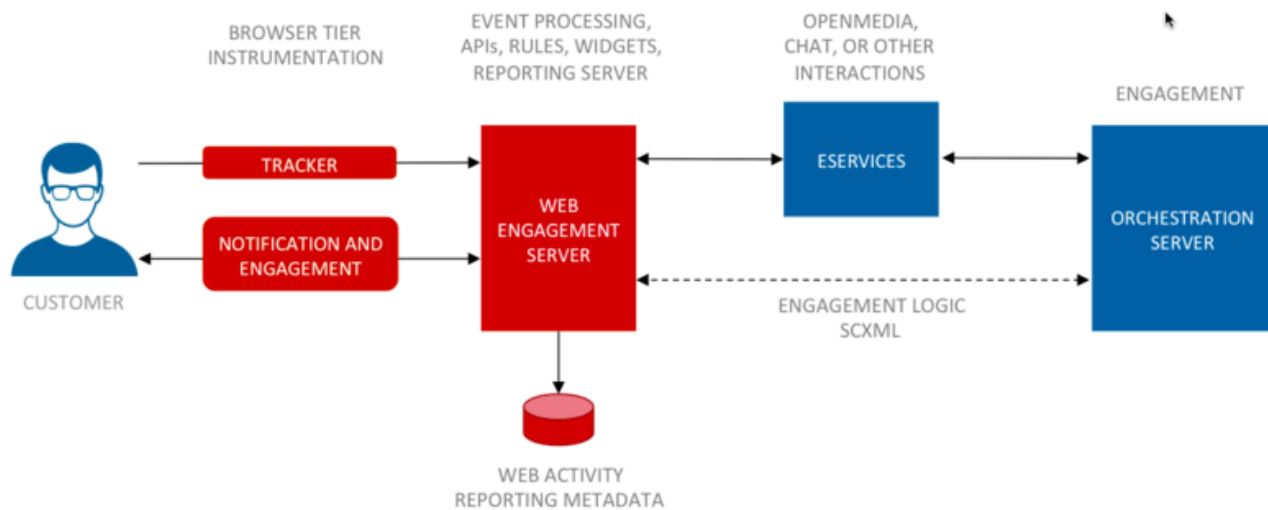 BROWSER TIER
INSTRUMENTATION
EVENT PROCESSING,
APIs, RULES, WIDGETS,
REPORTING SERVER
OPENMEDIA,
CHAT, OR OTHER
INTERACTIONS
ENGAGEMENT
TRACKER
NOTIFICATION AND
ENGAGEMENT
CUSTOMER
WEB
ENGAGEMENT
SERVER
ESERVICES
ORCHESTRATION
SERVER
ENGAGEMENT LOGIC
SCXML
WEB ACTIVITY
REPORTING METADATA